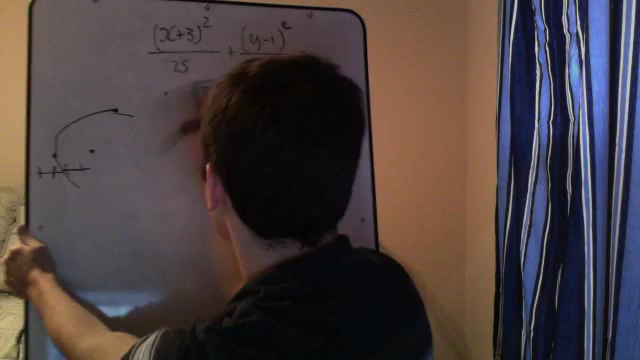 (x+3)² + (y-1)²
25